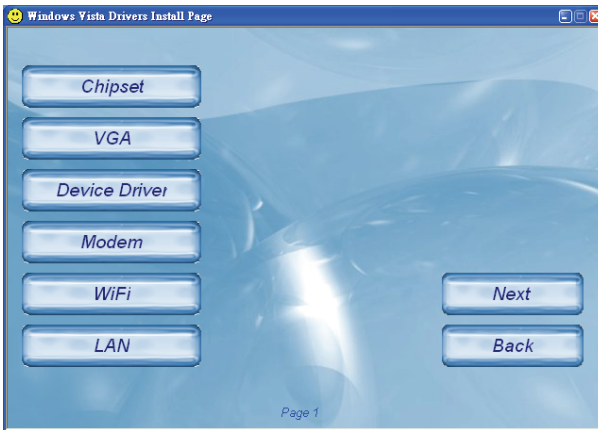 Windows Vista Drivers Install Page
Chipset
VGA
Device Driver
Modem
WiFi
LAN
Next
Back
Page 1